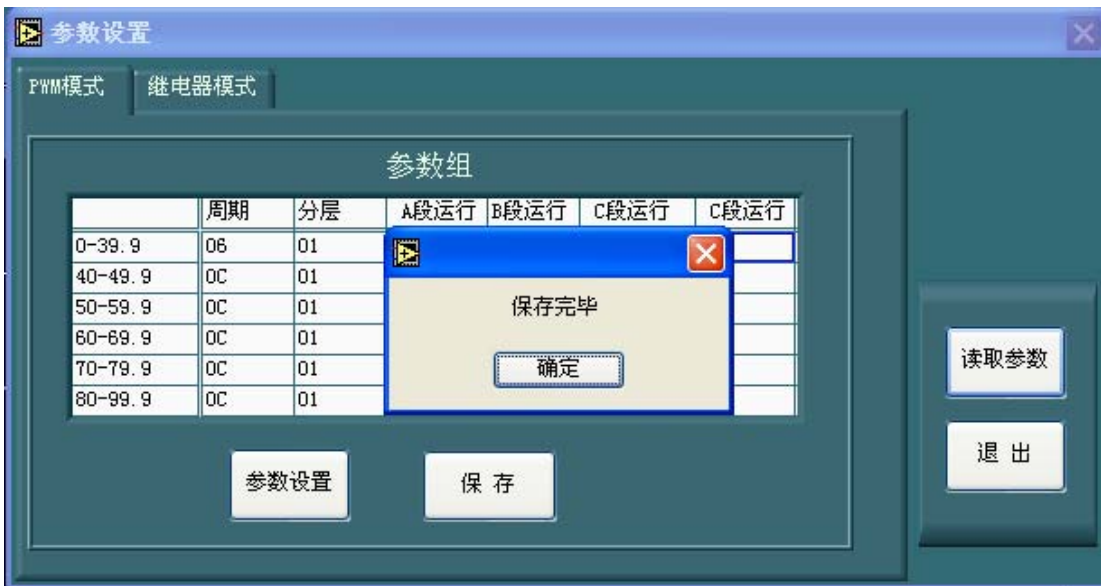 参数设置
PWM模式 继电器模式
参数组
周期 分层 A段运行 B段运行 C段运行 C段运行
0-39.9 06 01
40-49.9 0C 01
50-59.9 0C 01
60-69.9 0C 01
70-79.9 0C 01
80-99.9 0C 01
保存完毕
确定
参数设置 保 存
读取参数
退 出